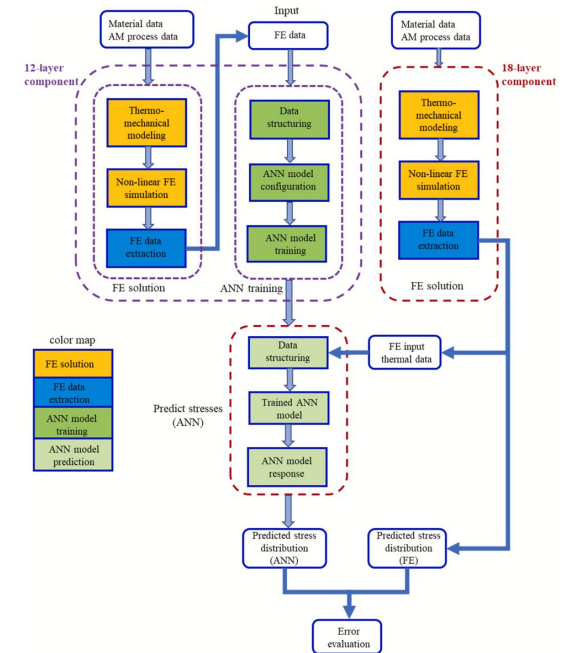 Input
Material data
AM process data
FE data
Material data
AM process data
12-layer
component
18-layer
component
Thermo-
mechanical
modeling
Non-linear FE
simulation
FE data
extraction
FE solution
Data
structuring
ANN model
configuration
ANN model
training
ANN training
Thermo-
mechanical
modeling
Non-linear FE
simulation
FE data
extraction
FE solution
color map
FE solution
FE data
extraction
ANN model
training
ANN model
prediction
Predict stresses
(ANN)
Data
structuring
Trained ANN
model
ANN model
response
FE input
thermal data
Predicted stress
distribution
(ANN)
Predicted stress
distribution
(FE)
Error
evaluation